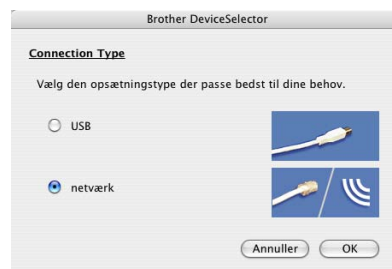 Brother DeviceSelector
Connection Type
Vælg den opsætningstype der passe bedst til dine behov.
USB
netværk
Annuller
OK